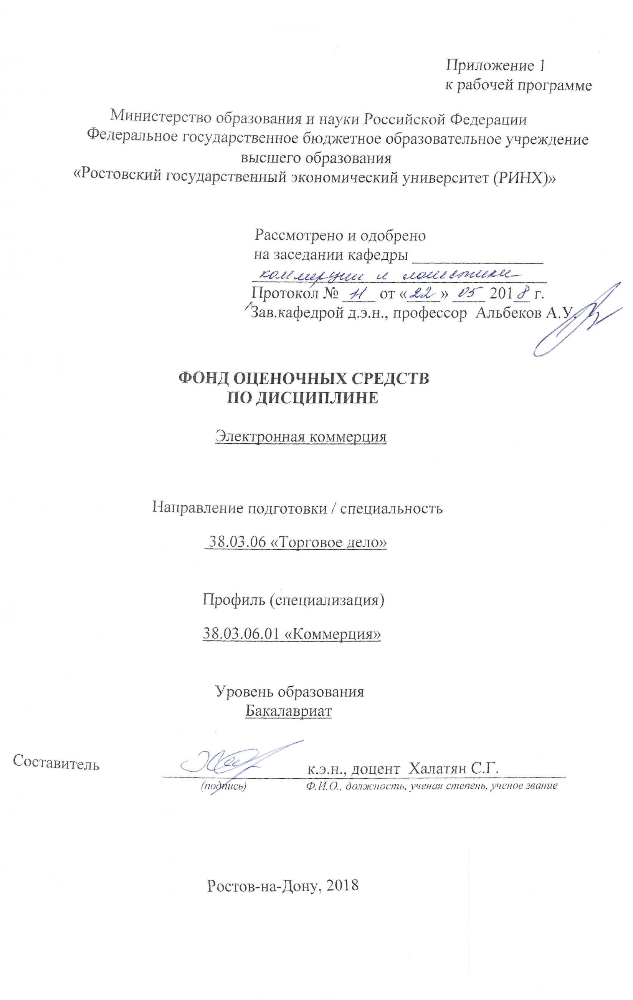 Приложение 1
к рабочей программе
Министерство образования и науки Российской Федерации
Федеральное государственное бюджетное образовательное учреждение
высшего образования
«Ростовский государственный экономический университет (РИНХ)»
Рассмотрено и одобрено
на заседании кафедры
коммерции и логистики
Протокол № 11 от «22» 05 2018 г.
Зав.кафедрой д.э.н., профессор Альбеков А.У.
ФОНД ОЦЕНОЧНЫХ СРЕДСТВ
ПО ДИСЦИПЛИНЕ
Электронная коммерция
Направление подготовки / специальность
38.03.06 «Торговое дело»
Профиль (специализация)
38.03.06.01 «Коммерция»
Уровень образования
Бакалавриат
Составитель к.э.н., доцент Халатян С.Г.
(подпись) Ф.И.О., должность, ученая степень, ученое звание
Ростов-на-Дону, 2018